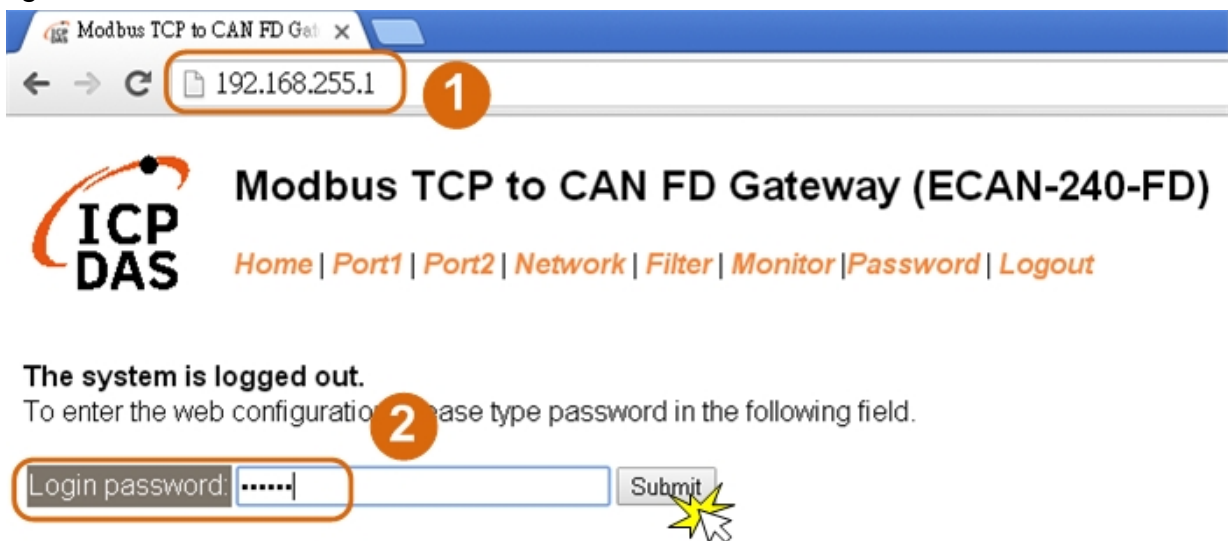 Modbus TCP to CAN FD Gat
192.168.255.1
1
ICP
DAS
Modbus TCP to CAN FD Gateway (ECAN-240-FD)
Home | Port1 | Port2 | Network | Filter | Monitor |Password | Logout
The system is logged out.
To enter the web configuration ease type password in the following field.
2
Login password: ••••••
Submit